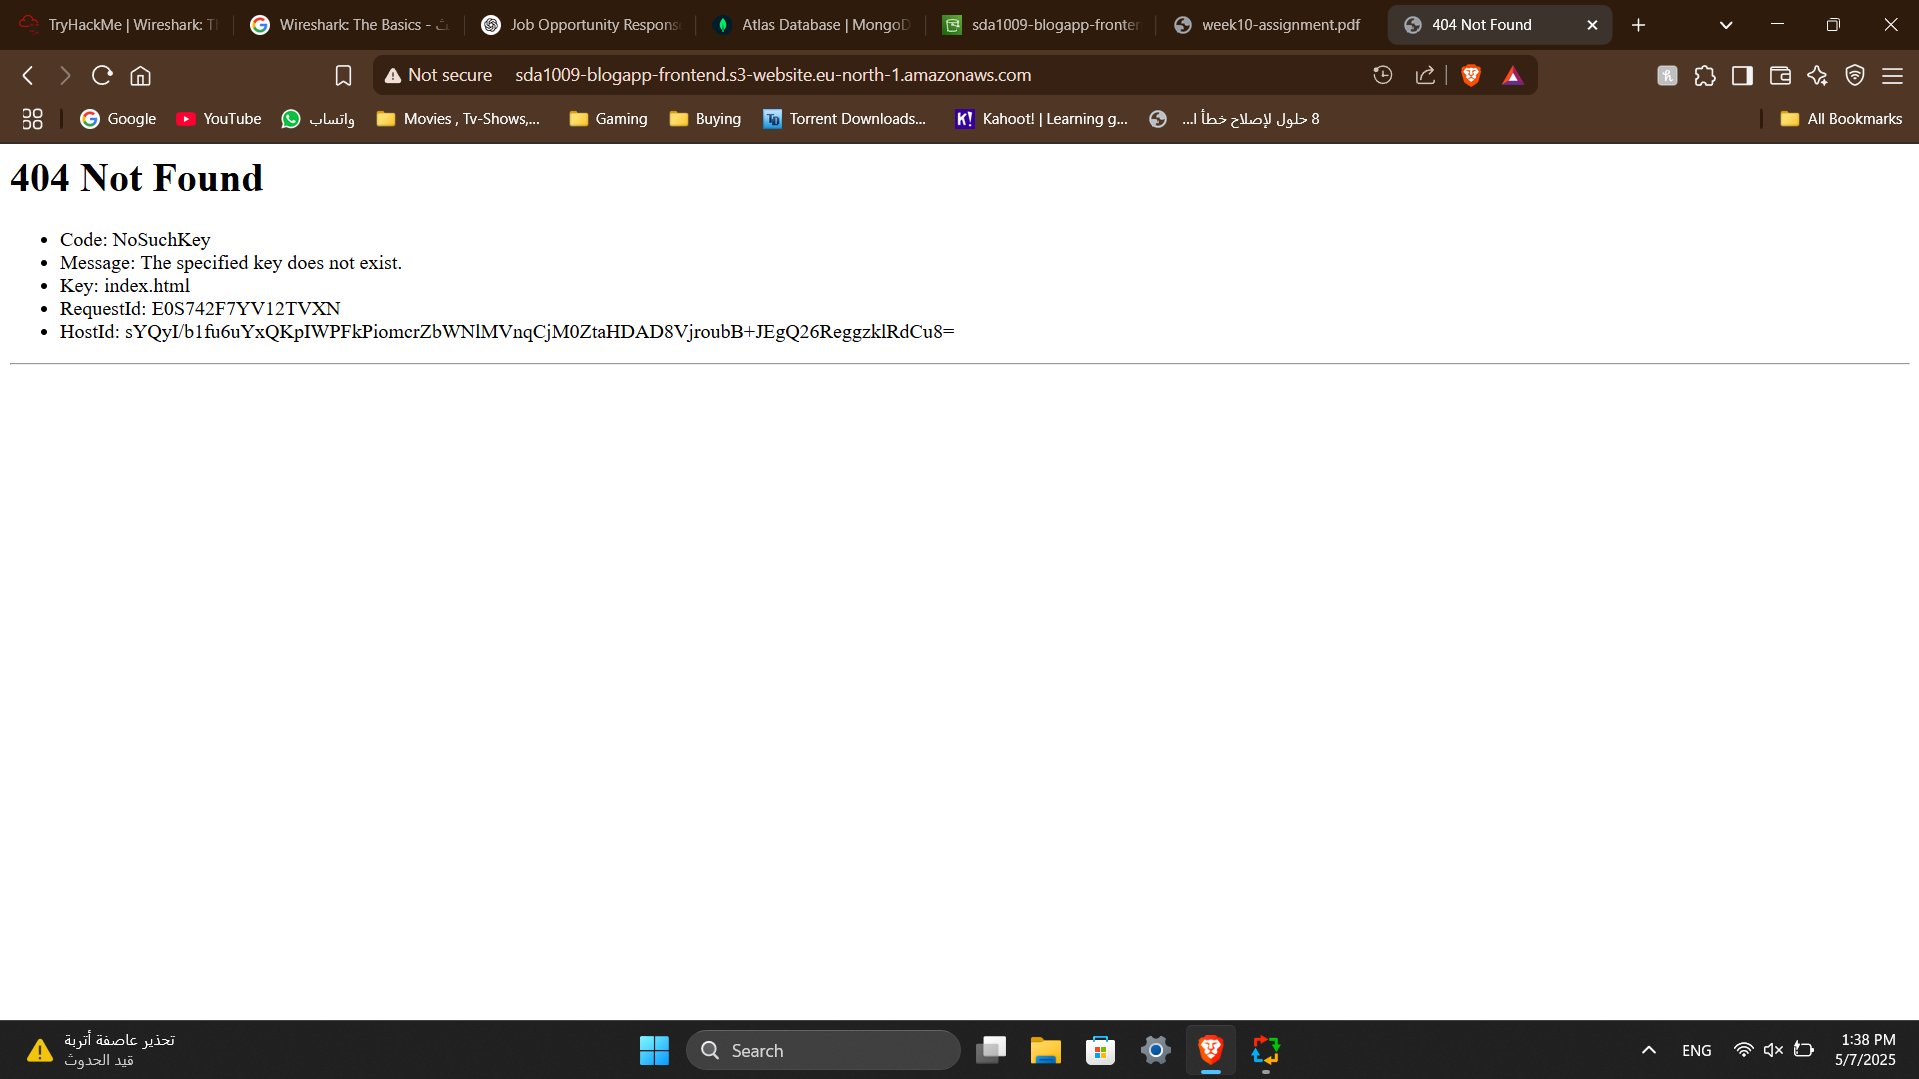 TryHackMe | Wireshark: Th
Wireshark: The Basics -
Job Opportunity Respons
Atlas Database | MongoD
sda1009-blogapp-fronten
week10-assignment.pdf
404 Not Found
Not secure
sda1009-blogapp-frontend.s3-website.eu-north-1.amazonaws.com
Google
YouTube
واتساب
Movies , Tv-Shows,...
Gaming
Buying
TD
Torrent Downloads...
K!
Kahoot! | Learning g...
8 حلول لإصلاح خطأ ا...
All Bookmarks
404 Not Found
• Code: NoSuchKey
• Message: The specified key does not exist.
• Key: index.html
• RequestId: E0S742F7YV12TVXN
• HostId: sYQyI/b1fu6uYxQKpIWPFkPiomcrZbWNlMVnqCjM0ZtaHDAD8VjroubB+JEgQ26ReggzklRdCu8=
تحذير عاصفة أتربة
قيد الحدوث
Search
ENG
1:38 PM
5/7/2025